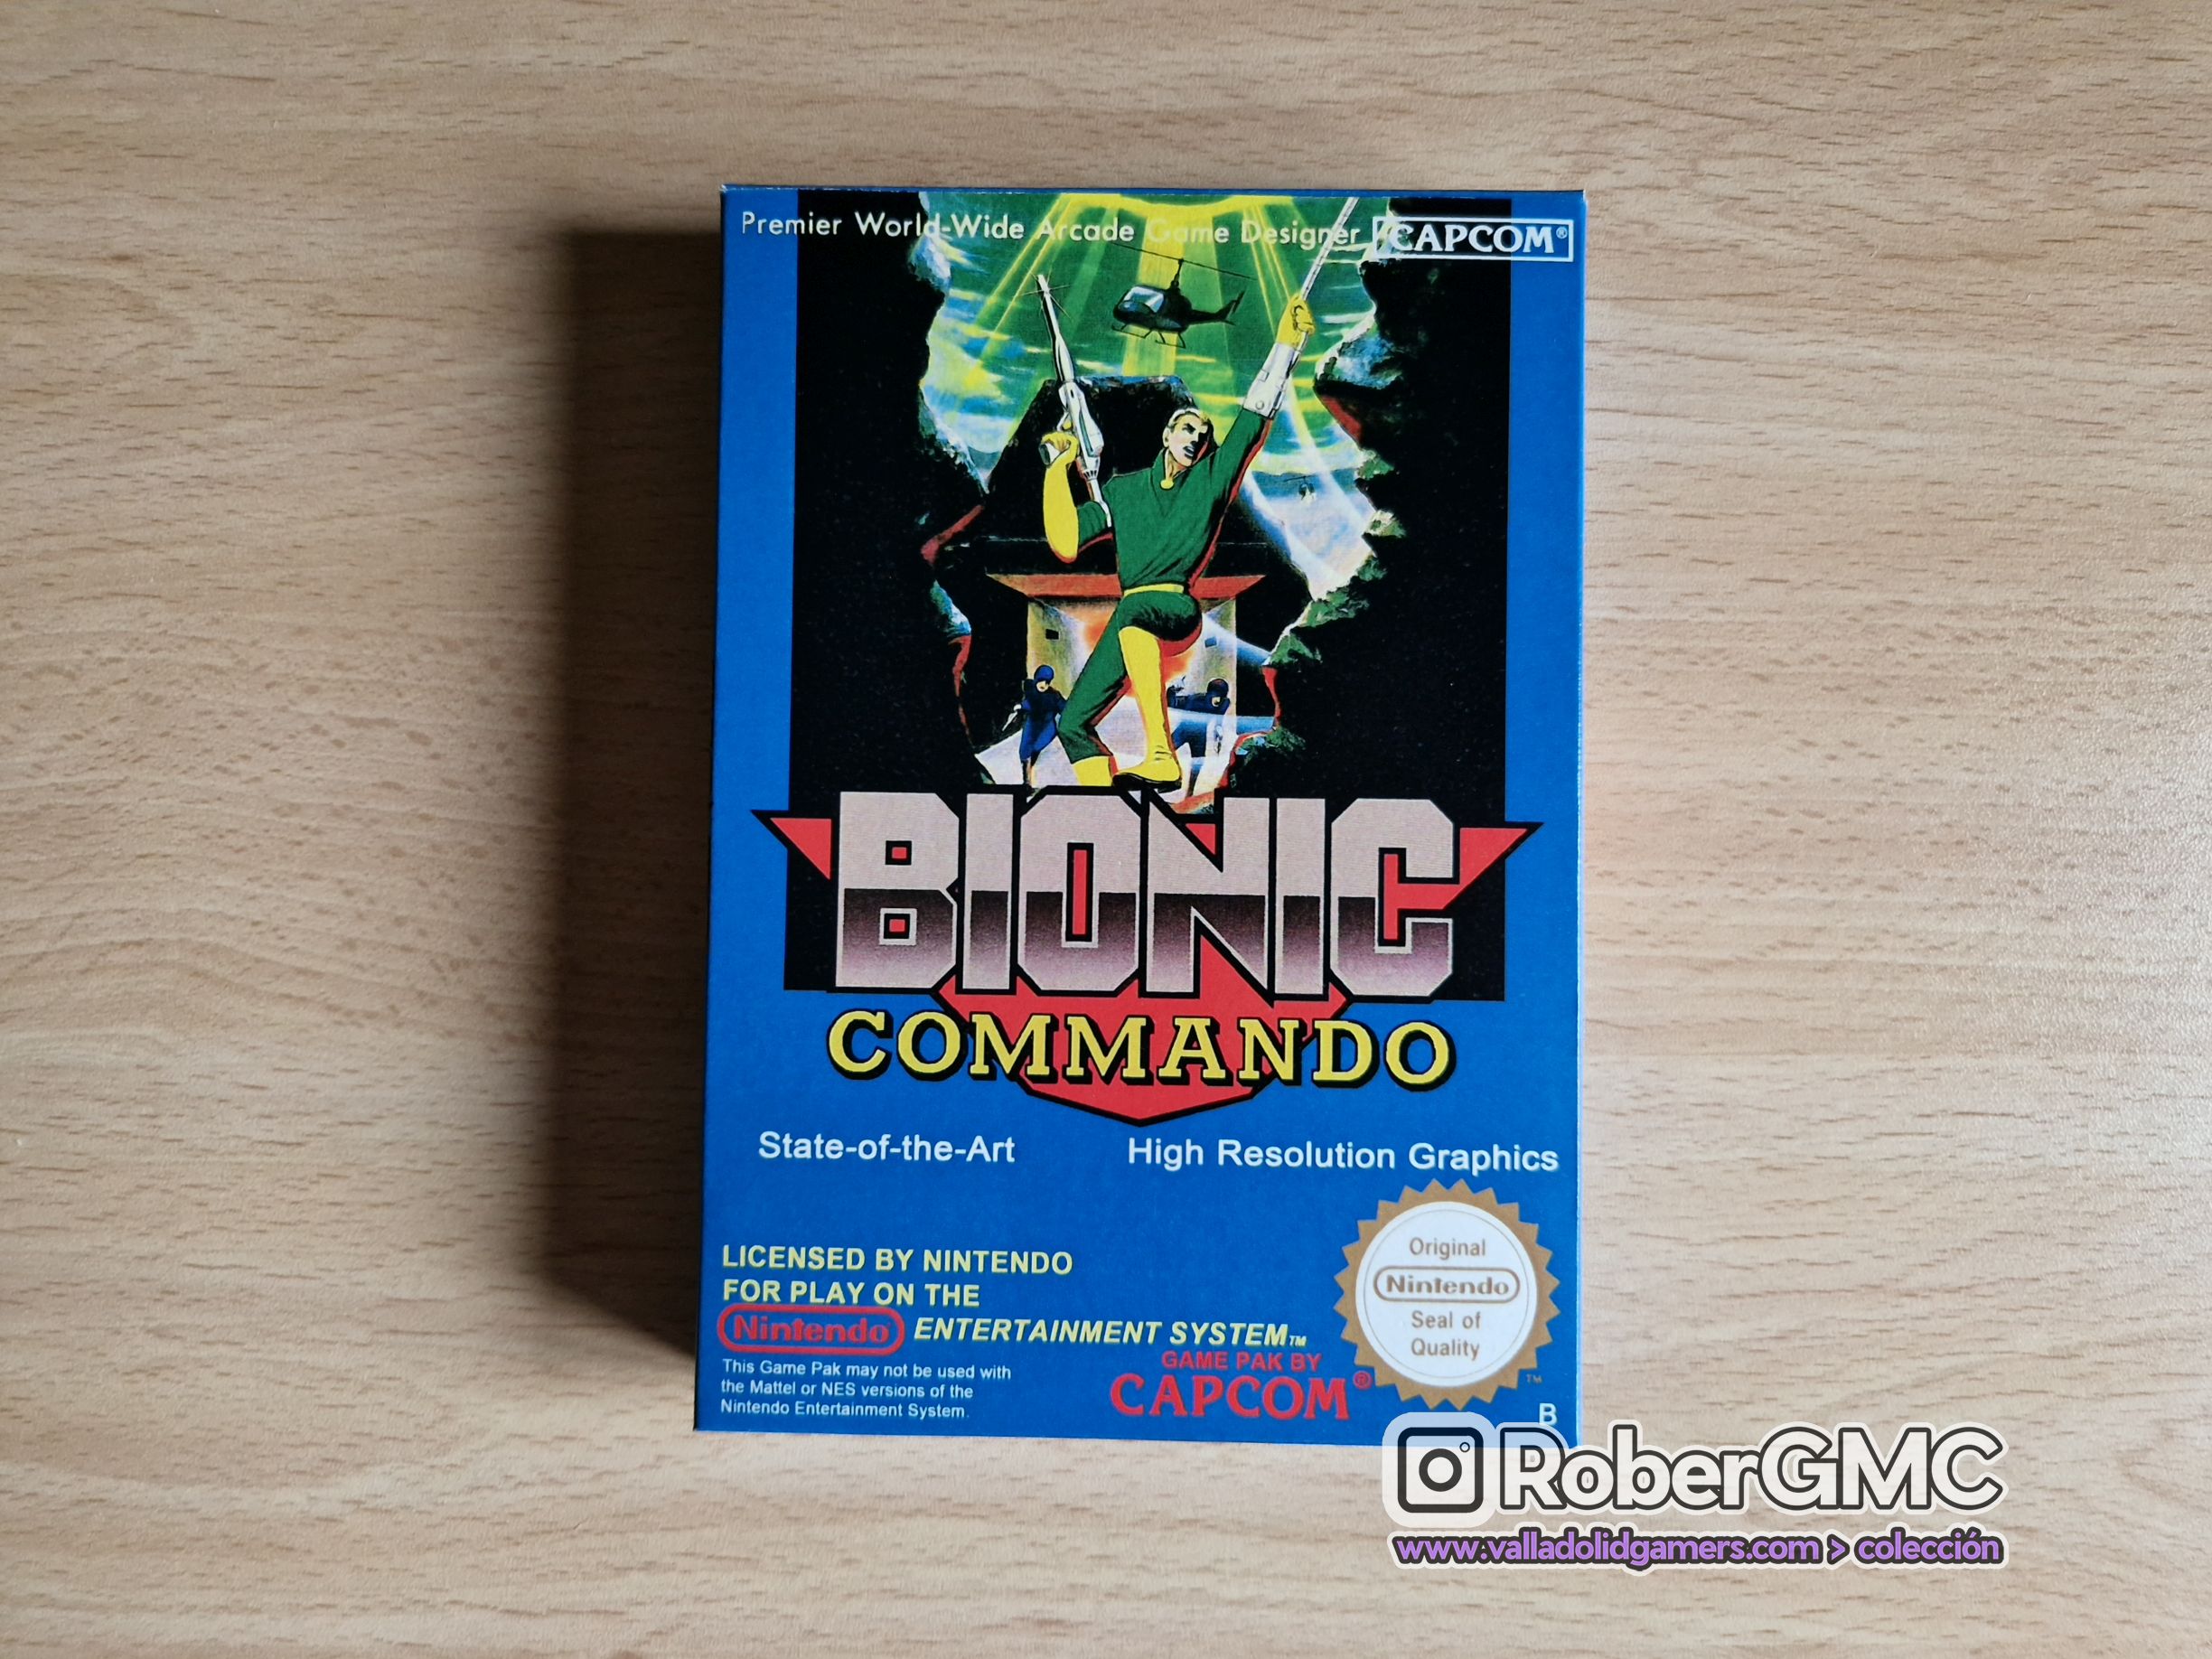 Premier World-Wide Arcade Game Designer CAPCOM®
BIONIC
COMMANDO
State-of-the-Art High Resolution Graphics
LICENSED BY NINTENDO
FOR PLAY ON THE
Nintendo ENTERTAINMENT SYSTEM™
This Game Pak may not be used with
the Mattel or NES versions of the
Nintendo Entertainment System.
GAME PAK BY
CAPCOM®
Original
Nintendo
Seal of
Quality
TM
B
RoberGMC
www.valladolidgamers.com > colección